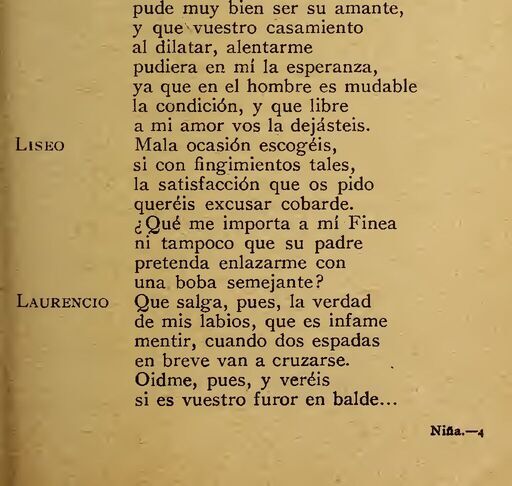 pude muy bien ser su amante,
y que vuestro casamiento
al dilatar, alentarme
pudiera en mí la esperanza,
ya que en el hombre es mudable
la condición, y que libre
a mi amor vos la dejásteis.
LISEO Mala ocasión escogéis,
si con fingimientos tales,
la satisfacción que os pido
queréis excusar cobarde.
¿Qué me importa a mí Finea
ni tampoco que su padre
pretenda enlazarme con
una boba semejante?
LAURENCIO Que salga, pues, la verdad
de mis labios, que es infame
mentir, cuando dos espadas
en breve van a cruzarse.
Oidme, pues, y veréis
si es vuestro furor en balde...
Niña.—4